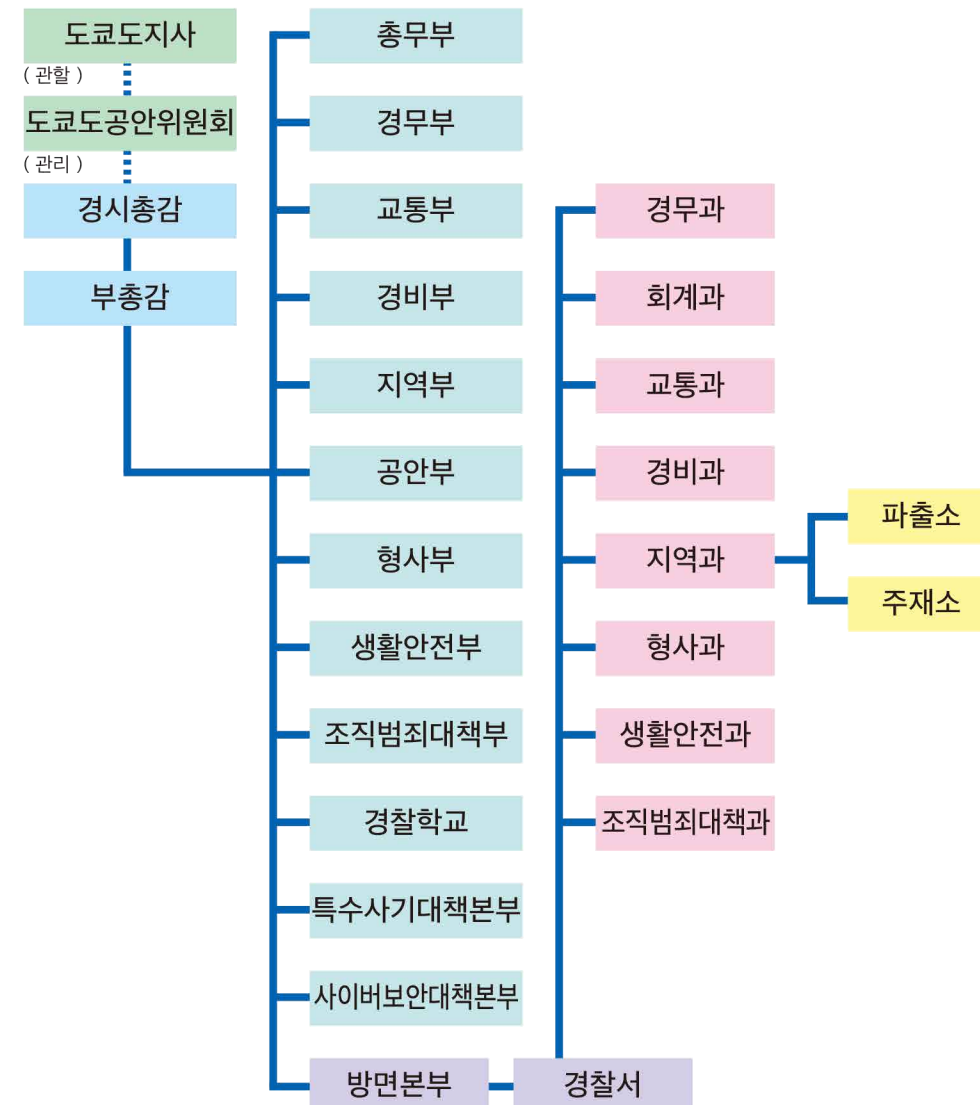 도쿄도지사
( 관할 )
도쿄도공안위원회
( 관리 )
경시총감
부총감
총무부
경무부
교통부
경비부
지역부
공안부
형사부
생활안전부
조직범죄대책부
경찰학교
특수사기대책본부
사이버보안대책본부
방면본부
경찰서
경무과
회계과
교통과
경비과
지역과
형사과
생활안전과
조직범죄대책과
파출소
주재소